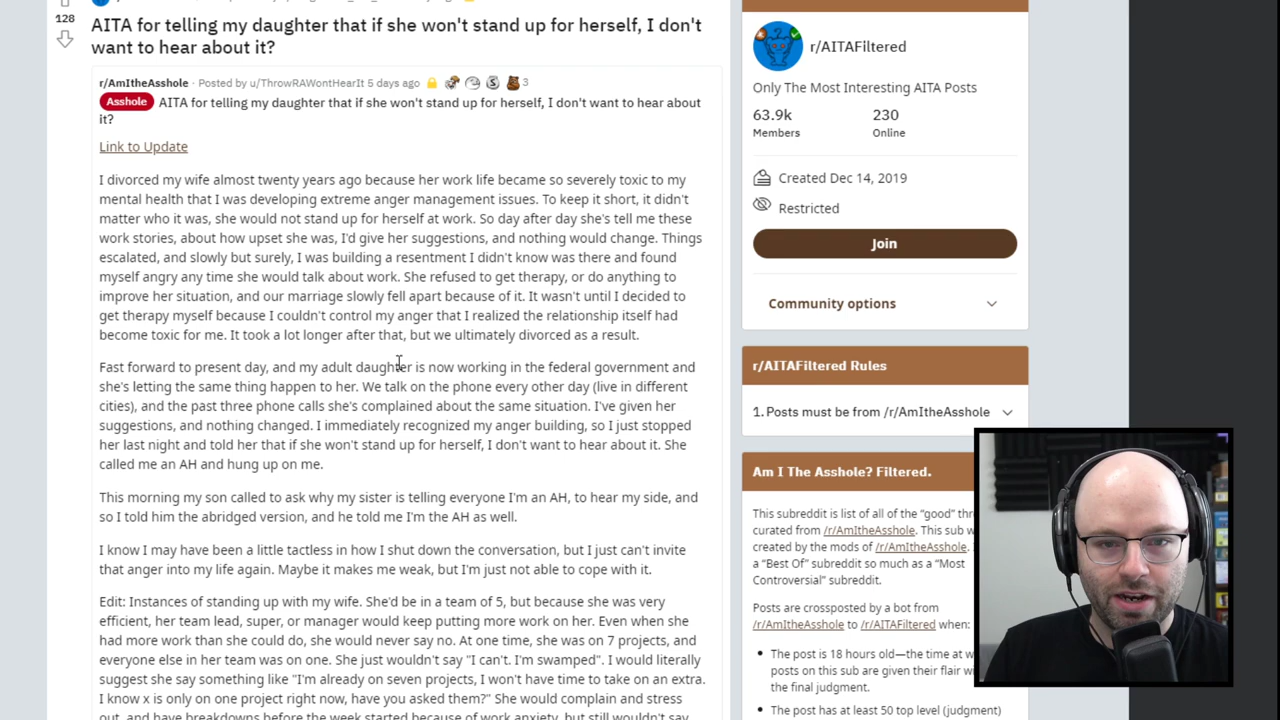 128
AITA for telling my daughter that if she won't stand up for herself, I don't
want to hear about it?
r/AmItheAsshole · Posted by u/ThrowRAWontHearIt 5 days ago
3
Asshole AITA for telling my daughter that if she won't stand up for herself, I don't want to hear about
it?
Link to Update
I divorced my wife almost twenty years ago because her work life became so severely toxic to my
mental health that I was developing extreme anger management issues. To keep it short, it didn't
matter who it was, she would not stand up for herself at work. So day after day she's tell me these
work stories, about how upset she was, I'd give her suggestions, and nothing would change. Things
escalated, and slowly but surely, I was building a resentment I didn't know was there and found
myself angry any time she would talk about work. She refused to get therapy, or do anything to
improve her situation, and our marriage slowly fell apart because of it. It wasn't until I decided to
get therapy myself because I couldn't control my anger that I realized the relationship itself had
become toxic for me. It took a lot longer after that, but we ultimately divorced as a result.
Fast forward to present day, and my adult daughter is now working in the federal government and
she's letting the same thing happen to her. We talk on the phone every other day (live in different
cities), and the past three phone calls she's complained about the same situation. I've given her
suggestions, and nothing changed. I immediately recognized my anger building, so I just stopped
her last night and told her that if she won't stand up for herself, I don't want to hear about it. She
called me an AH and hung up on me.
This morning my son called to ask why my sister is telling everyone I'm an AH, to hear my side, and
so I told him the abridged version, and he told me I'm the AH as well.
I know I may have been a little tactless in how I shut down the conversation, but I just can't invite
that anger into my life again. Maybe it makes me weak, but I'm just not able to cope with it.
Edit: Instances of standing up with my wife. She'd be in a team of 5, but because she was very
efficient, her team lead, super, or manager would keep putting more work on her. Even when she
had more work than she could do, she would never say no. At one time, she was on 7 projects, and
everyone else in her team was on one. She just wouldn't say "I can't. I'm swamped". I would literally
suggest she say something like "I'm already on seven projects, I won't have time to take on an extra.
I know x is only on one project right now, have you asked them?" She would complain and stress
out, and have breakdowns before the week started because of work anxiety, but still wouldn't say
r/AITAFiltered
Only The Most Interesting AITA Posts
63.9k
230
Members
Online
Created Dec 14, 2019
Restricted
Join
Community options
r/AITAFiltered Rules
1. Posts must be from /r/AmItheAsshole
Am I The Asshole? Filtered.
This subreddit is list of all of the "good"
curated from /r/AmItheAsshole. This sub
created by the mods of /r/AmItheAsshole.
a "Best Of" subreddit so much as a "Most
Controversial" subreddit.
Posts are crossposted by a bot from
/r/AmItheAsshole to /r/AITAFiltered when:
The post is 18 hours old—the time at
posts on this sub are given their flair
the final judgment.
The post has at least 50 top level (judgment)